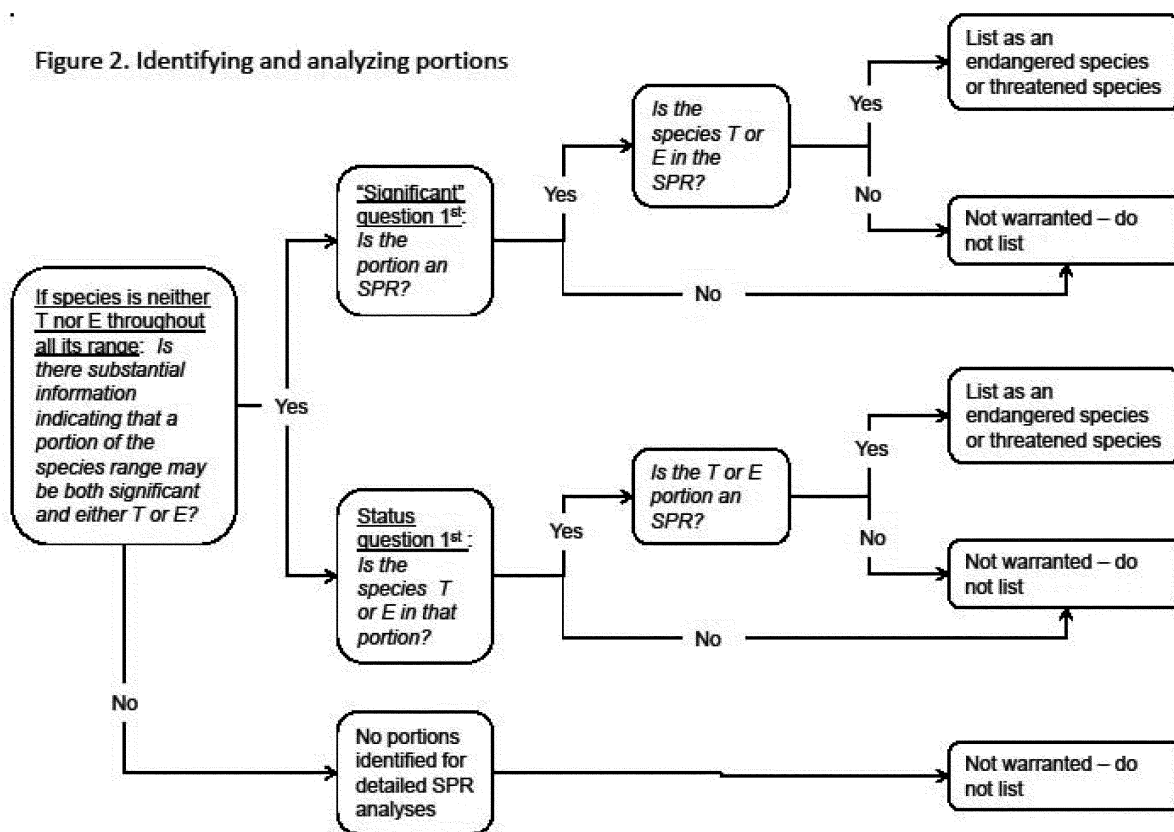 Figure 2. Identifying and analyzing portions
If species is neither
T nor E throughout
all its range: Is
there substantial
information
indicating that a
portion of the
species range may
be both significant
and either T or E?
Yes
"Significant"
question 1st:
Is the
portion an
SPR?
Yes
Is the
species T or
E in the
SPR?
Yes
List as an
endangered species
or threatened species
No
Not warranted – do
not list
No
Status
question 1st :
Is the
species T
or E in that
portion?
Yes
Is the T or E
portion an
SPR?
Yes
List as an
endangered species
or threatened species
No
Not warranted – do
not list
No
No
No portions
identified for
detailed SPR
analyses
Not warranted – do
not list